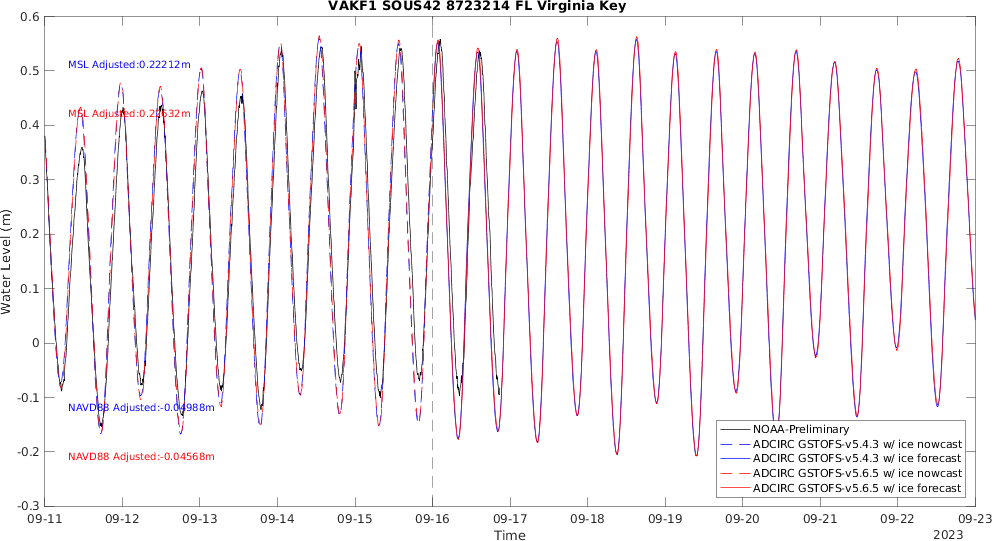 VAKF1 SOUS42 8723214 FL Virginia Key
0.6
0.5
0.4
0.3
0.2
0.1
0
-0.1
-0.2
-0.3
Water Level (m)
MSL Adjusted:0.22212m
MSL Adjusted:0.22632m
NAVD88 Adjusted:-0.04988m
NAVD88 Adjusted:-0.04568m
NOAA-Preliminary
ADCIRC GSTOFS-v5.4.3 w/ ice nowcast
ADCIRC GSTOFS-v5.4.3 w/ ice forecast
ADCIRC GSTOFS-v5.6.5 w/ ice nowcast
ADCIRC GSTOFS-v5.6.5 w/ ice forecast
09-11 09-12 09-13 09-14 09-15 09-16 09-17 09-18 09-19 09-20 09-21 09-22 09-23
Time
2023